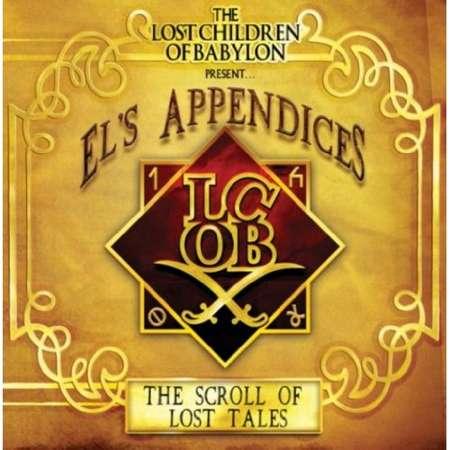 THE
LOST CHILDREN
OF BABYLON
PRESENT...
EL'S APPENDICES
LC
OB
THE SCROLL OF
LOST TALES